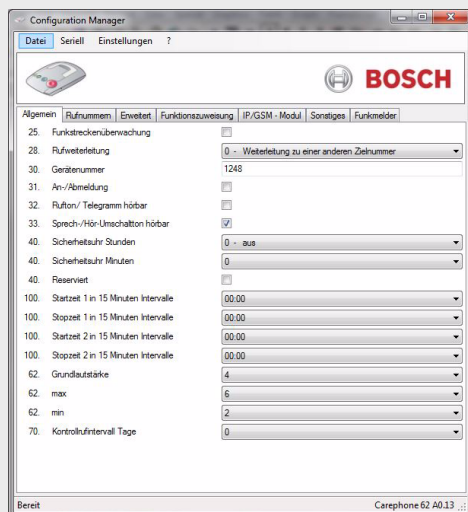 Configuration Manager
Datei Seriell Einstellungen ?
BOSCH
Allgemein Rufnummern Erweitert Funktionszuweisung IP/GSM - Modul Sonstiges Funkmelder
25. Funkstreckenüberwachung
28. Rufweiterleitung 0 - Weiterleitung zu einer anderen Zielnummer
30. Gerätenummer 1248
31. An-/Abmeldung
32. Rufton/ Telegramm hörbar
33. Sprech-/Hör-Umschaltton hörbar
40. Sicherheitsuhr Stunden 0 - aus
40. Sicherheitsuhr Minuten 0
40. Reserviert
100. Startzeit 1 in 15 Minuten Intervalle 00:00
100. Stopzeit 1 in 15 Minuten Intervalle 00:00
100. Startzeit 2 in 15 Minuten Intervalle 00:00
100. Stopzeit 2 in 15 Minuten Intervalle 00:00
62. Grundlautstärke 4
62. max 6
62. min 2
70. Kontrollrufintervall Tage 0
Bereit Carephone 62 A0.13